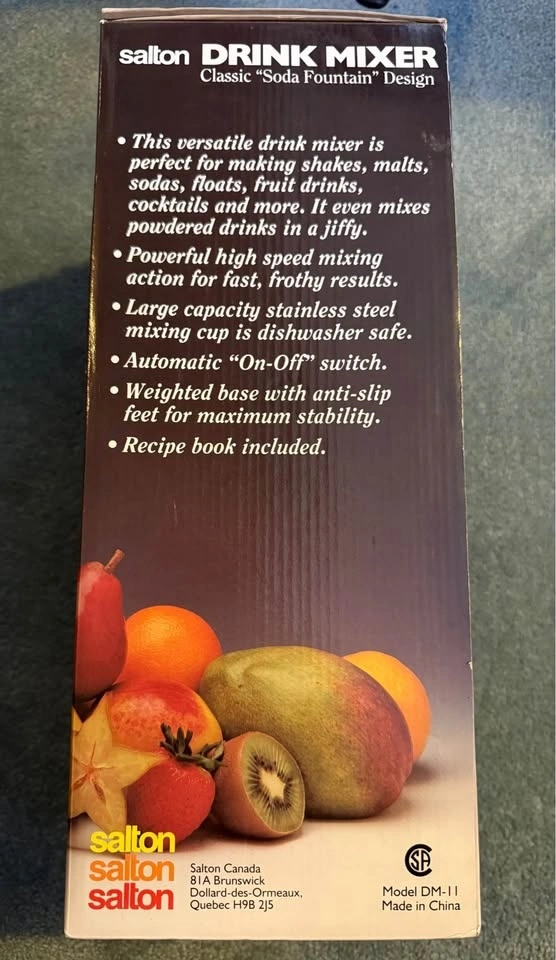 salton DRINK MIXER
Classic “Soda Fountain” Design
• This versatile drink mixer is
perfect for making shakes, malts,
sodas, floats, fruit drinks,
cocktails and more. It even mixes
powdered drinks in a jiffy.
• Powerful high speed mixing
action for fast, frothy results.
• Large capacity stainless steel
mixing cup is dishwasher safe.
• Automatic “On-Off” switch.
• Weighted base with anti-slip
feet for maximum stability.
• Recipe book included.
salton
salton
salton
Salton Canada
81A Brunswick
Dollard-des-Ormeaux,
Quebec H9B 2J5
CSA
Model DM-11
Made in China